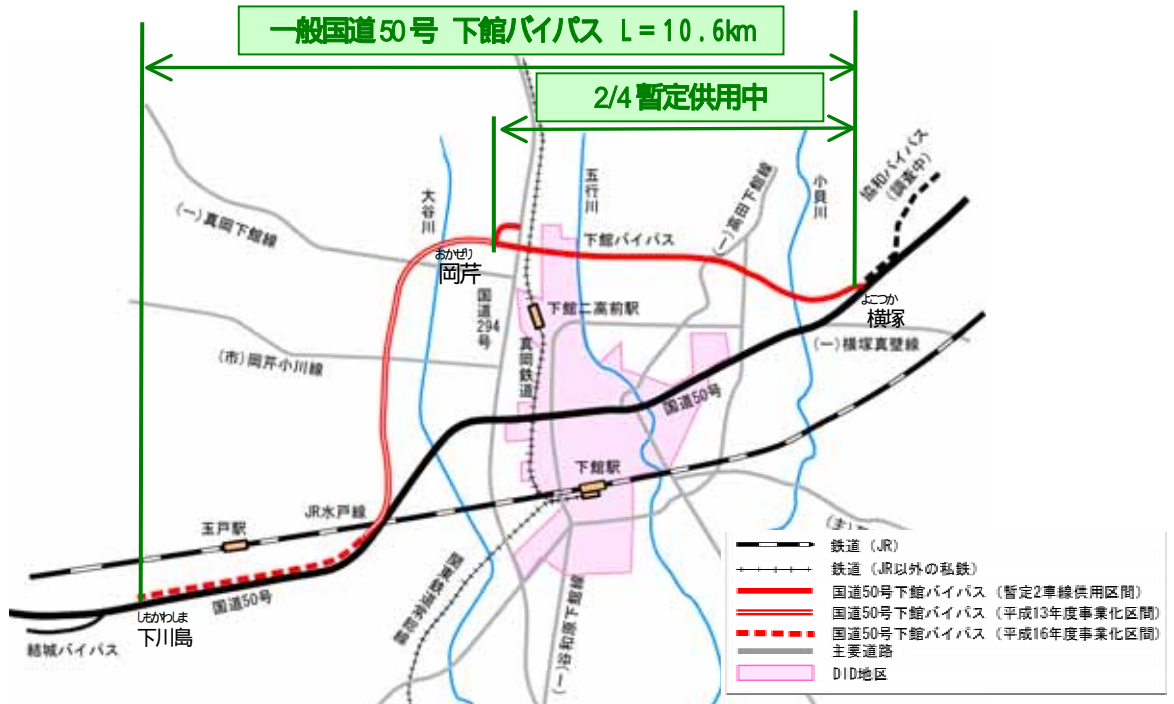 一般国道50号 下館バイパス L=10.6km
2/4暫定供用中
協和バイパス
(調査中)
大谷川
五行川
小貝川
(一)高田下館線
(一)真岡下館線
下館バイパス
おかぜり
岡芹
国道294号
下館二高前駅
よこつか
横塚
(一)横塚真壁線
真岡鉄道
(市)岡芹小川線
国道50号
下館駅
JR水戸線
玉戸駅
(主)
国道50号
しもかわしま
下川島
結城バイパス
関東鉄道常総線
(一)谷和原下館線
鉄道(JR)
鉄道(JR以外の私鉄)
国道50号下館バイパス(暫定2車線供用区間)
国道50号下館バイパス(平成13年度事業化区間)
国道50号下館バイパス(平成16年度事業化区間)
主要道路
DID地区